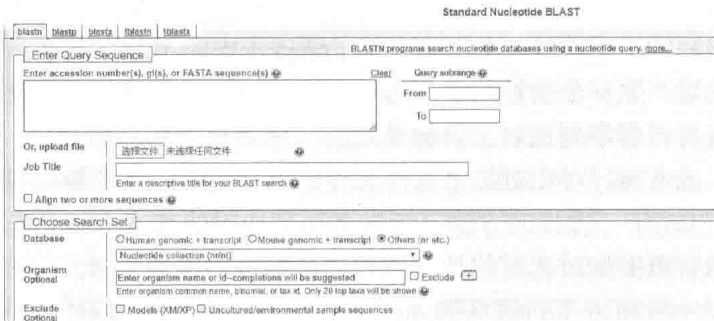 Standard Nucleotide BLAST
blastn blastp blastx tblastn tblastx
Enter Query Sequence
BLASTN programs search nucleotide databases using a nucleotide query. more...
Enter accession number(s), gi(s), or FASTA sequence(s) Clear Query subrange
From
To
Or, upload file 选择文件 未选择任何文件
Job Title
Enter a descriptive title for your BLAST search
Align two or more sequences
Choose Search Set
Database Human genomic + transcript Mouse genomic + transcript Others (nr etc.)
Nucleotide collection (nr/nt)
Organism
Optional
Enter organism name or id--completions will be suggested Exclude +
Enter organism common name, binomial, or tax id. Only 20 top taxa will be shown
Exclude
Optional
Models (XM/XP) Uncultured/environmental sample sequences